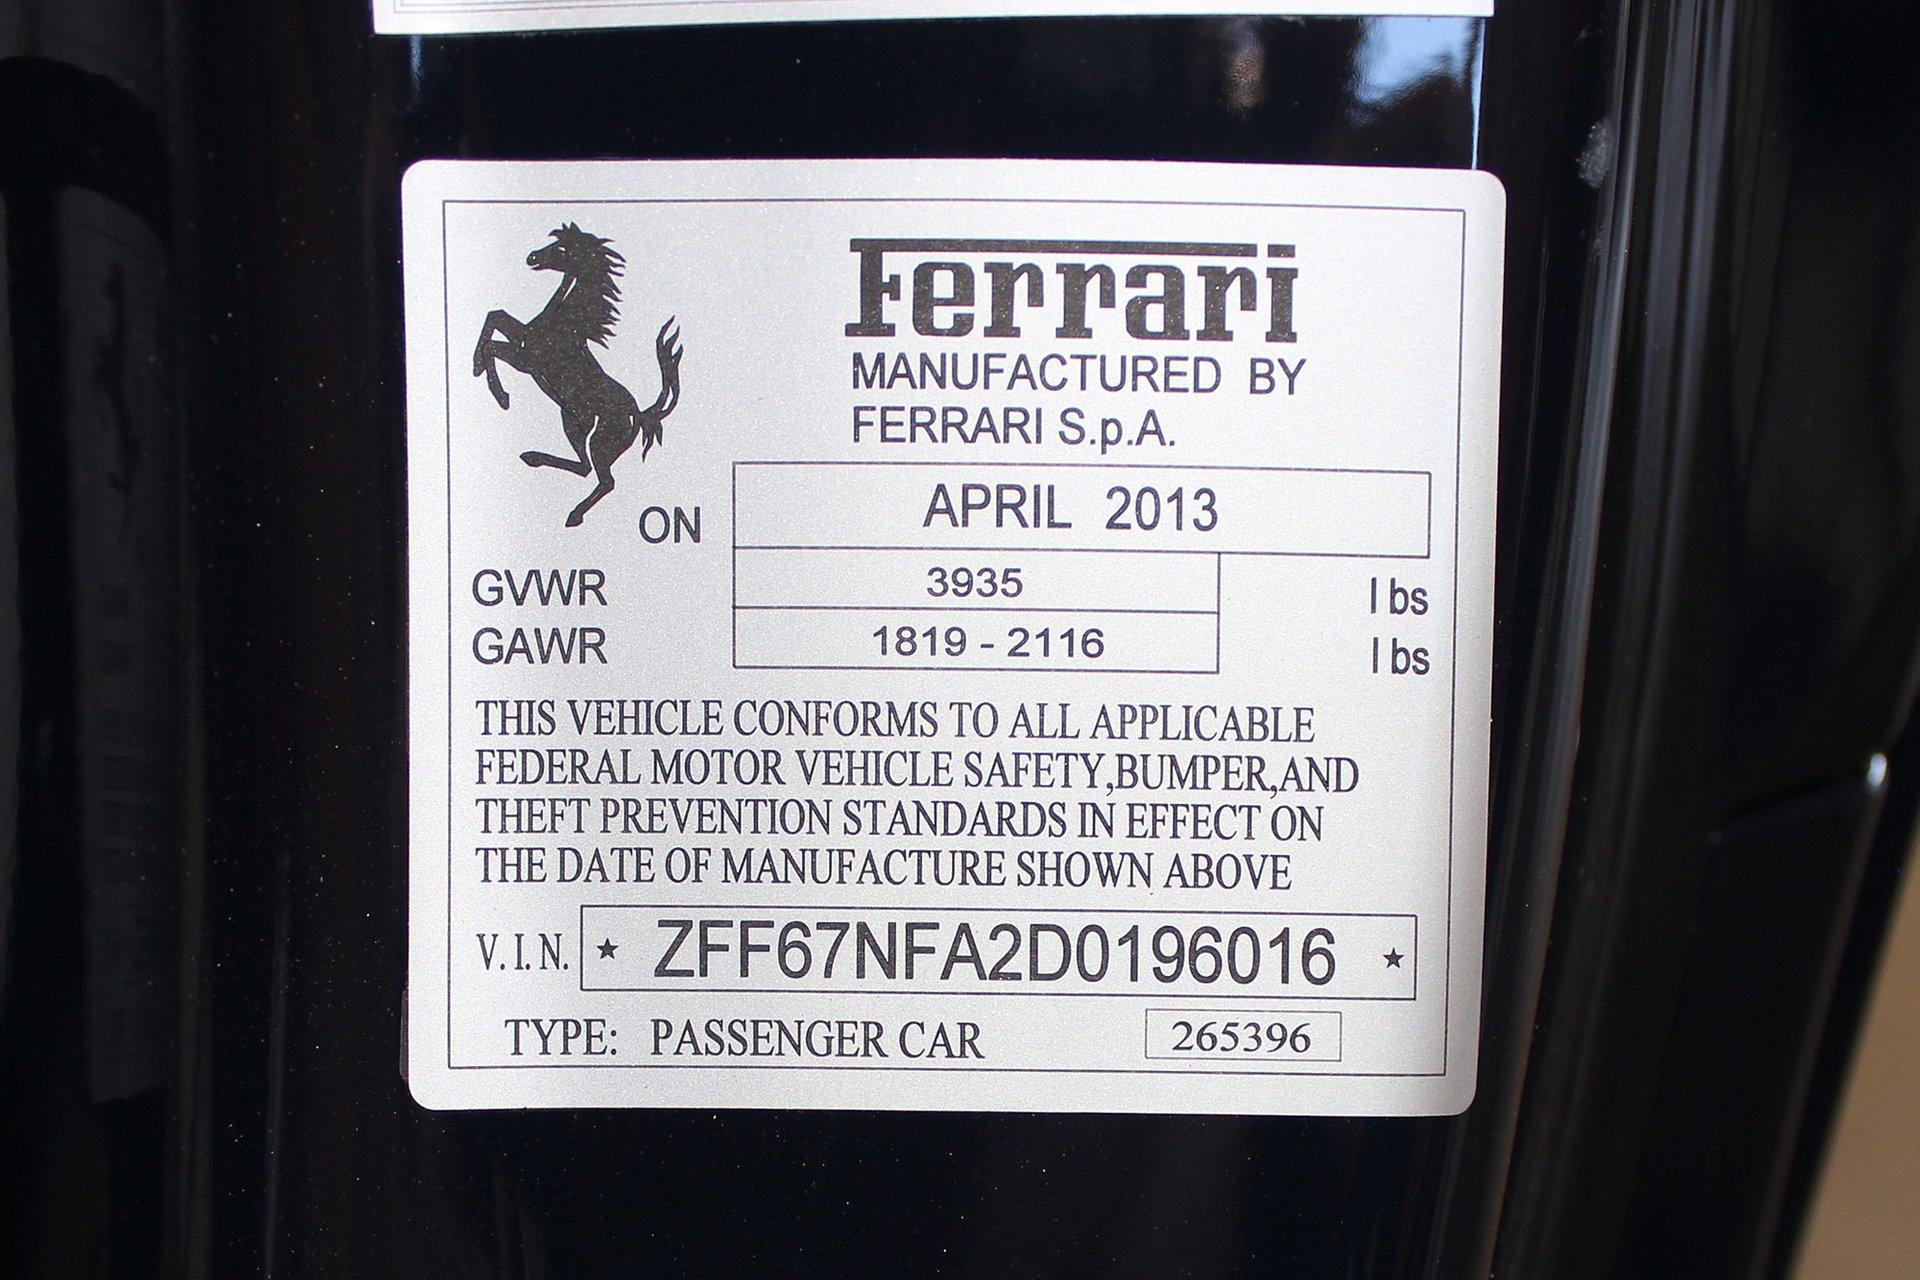 Ferrari
MANUFACTURED BY
FERRARI S.p.A.
ON APRIL 2013
GVWR 3935 lbs
GAWR 1819 - 2116 lbs
THIS VEHICLE CONFORMS TO ALL APPLICABLE
FEDERAL MOTOR VEHICLE SAFETY,BUMPER,AND
THEFT PREVENTION STANDARDS IN EFFECT ON
THE DATE OF MANUFACTURE SHOWN ABOVE
V.I.N. ★ ZFF67NFA2D0196016 ★
TYPE: PASSENGER CAR 265396